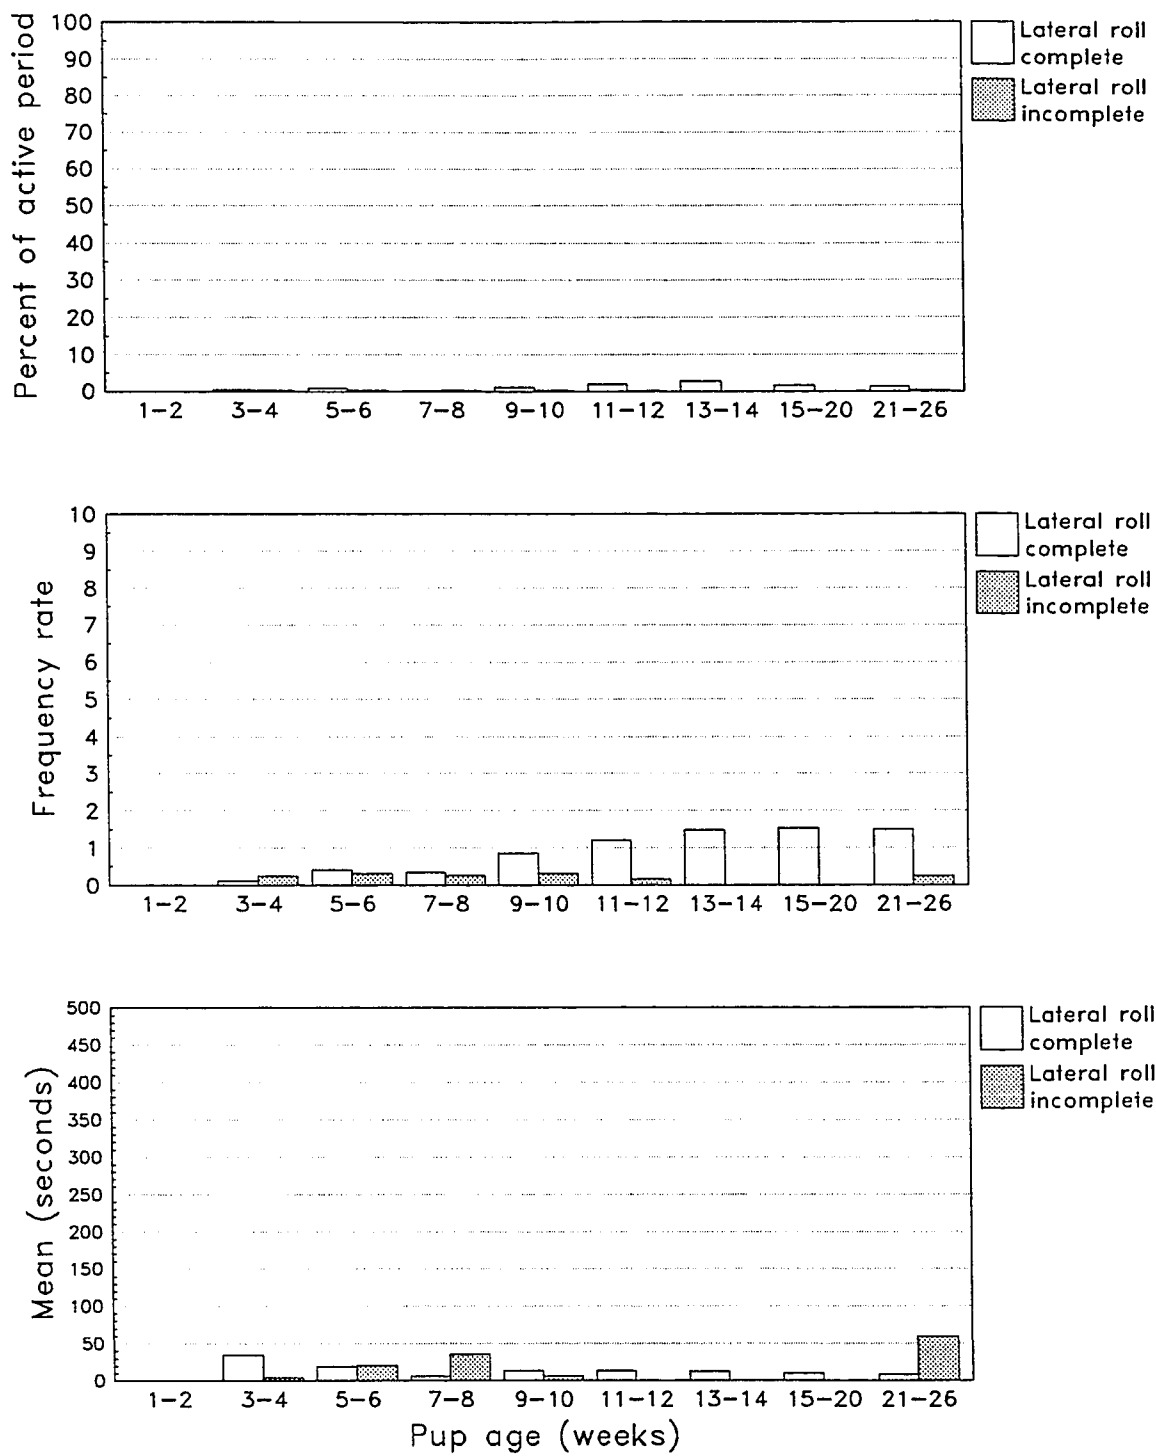 Percent of active period
100
90
80
70
60
50
40
30
20
10
0
1-2 3-4 5-6 7-8 9-10 11-12 13-14 15-20 21-26
Lateral roll
complete
Lateral roll
incomplete
Frequency rate
10
9
8
7
6
5
4
3
2
1
0
1-2 3-4 5-6 7-8 9-10 11-12 13-14 15-20 21-26
Lateral roll
complete
Lateral roll
incomplete
Mean (seconds)
500
450
400
350
300
250
200
150
100
50
0
1-2 3-4 5-6 7-8 9-10 11-12 13-14 15-20 21-26
Pup age (weeks)
Lateral roll
complete
Lateral roll
incomplete